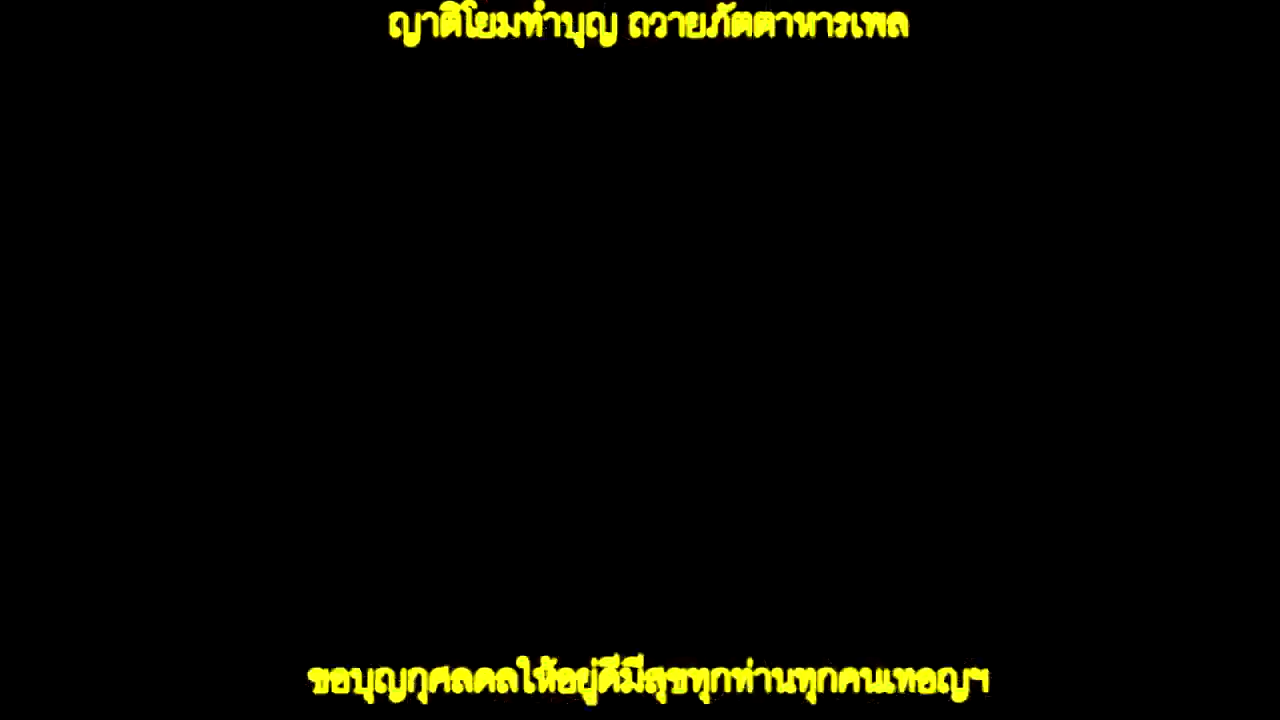 ญาติโยมทำบุญ ถวายภัตตาหารเพล
ขอบุญกุศลดลให้อยู่ดีมีสุขทุกท่านทุกคนเทอญฯ